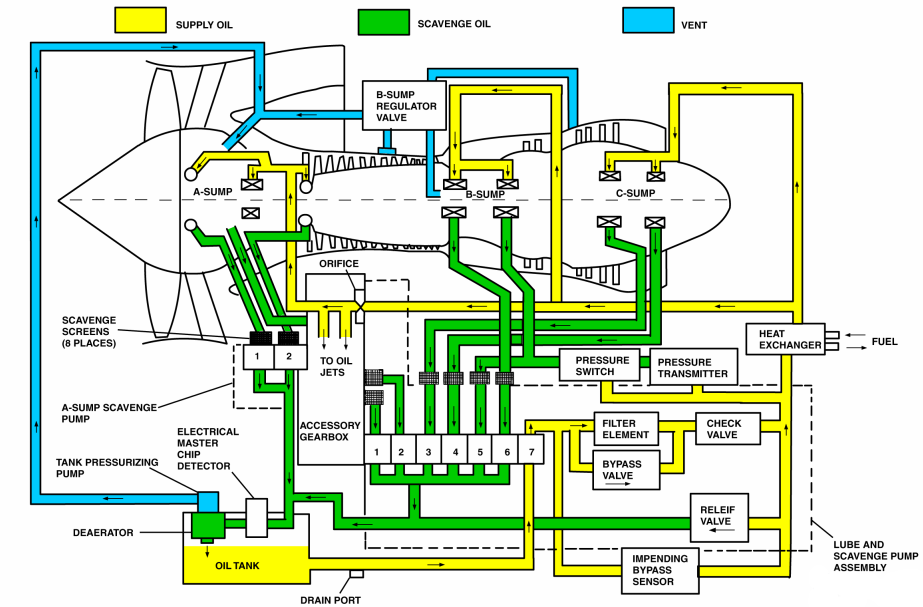 SUPPLY OIL
SCAVENGE OIL
VENT
B-SUMP
REGULATOR
VALVE
A-SUMP
B-SUMP
C-SUMP
ORIFICE
SCAVENGE
SCREENS
(8 PLACES)
1 2
TO OIL
JETS
HEAT
EXCHANGER
FUEL
PRESSURE
SWITCH
PRESSURE
TRANSMITTER
A-SUMP SCAVENGE
PUMP
ACCESSORY
GEARBOX
ELECTRICAL
MASTER
CHIP
DETECTOR
1 2 3 4 5 6 7
FILTER
ELEMENT
CHECK
VALVE
BYPASS
VALVE
TANK PRESSURIZING
PUMP
DEAERATOR
RELEIF
VALVE
OIL TANK
IMPENDING
BYPASS
SENSOR
LUBE AND
SCAVENGE PUMP
ASSEMBLY
DRAIN PORT